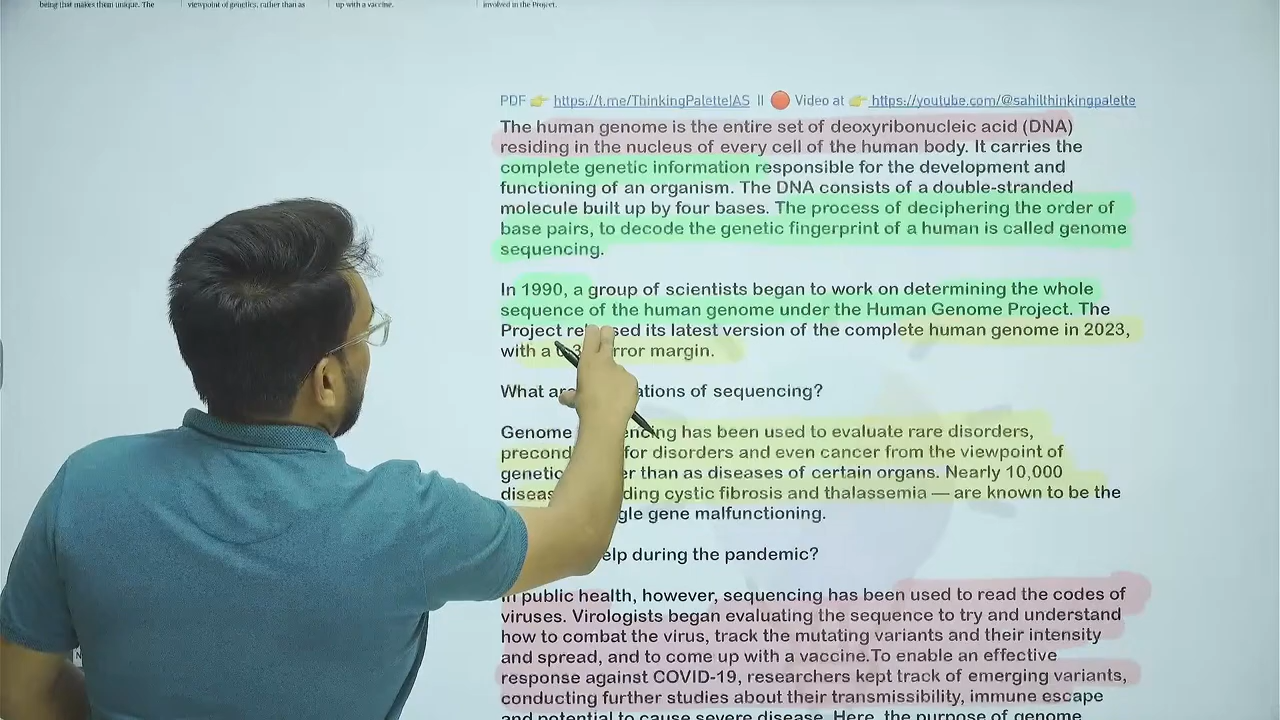 being that makes them unique. The
viewpoint of genetics, rather than as
up with a vaccine.
involved in the Project.
PDF 👉 https://t.me/ThinkingPaletteIAS || 🔴 Video at 👉 https://youtube.com/@sahilthinkingpalette
The human genome is the entire set of deoxyribonucleic acid (DNA)
residing in the nucleus of every cell of the human body. It carries the
complete genetic information responsible for the development and
functioning of an organism. The DNA consists of a double-stranded
molecule built up by four bases. The process of deciphering the order of
base pairs, to decode the genetic fingerprint of a human is called genome
sequencing.
In 1990, a group of scientists began to work on determining the whole
sequence of the human genome under the Human Genome Project. The
Project sed its latest version of the complete human genome in 2023,
with a rror margin.
What ations of sequencing?
Genome encing has been used to evaluate rare disorders,
precond for disorders and even cancer from the viewpoint of
genetic er than as diseases of certain organs. Nearly 10,000
diseas ding cystic fibrosis and thalassemia — are known to be the
gle gene malfunctioning.
elp during the pandemic?
In public health, however, sequencing has been used to read the codes of
viruses. Virologists began evaluating the sequence to try and understand
how to combat the virus, track the mutating variants and their intensity
and spread, and to come up with a vaccine.To enable an effective
response against COVID-19, researchers kept track of emerging variants,
conducting further studies about their transmissibility, immune escape
and potential to cause severe disease. Here, the purpose of genome